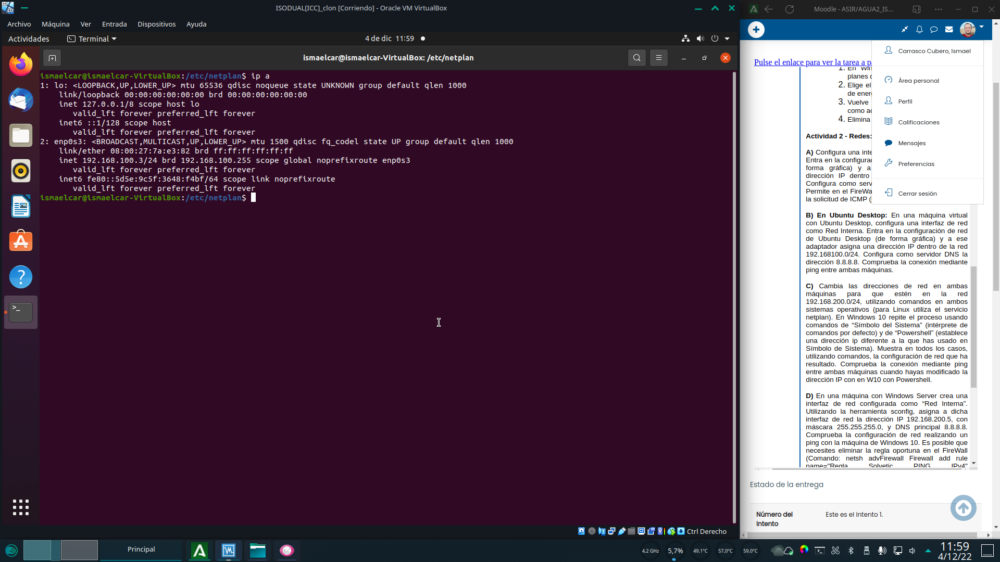 ISODUAL[ICC]_clon [Corriendo] - Oracle VM VirtualBox
Archivo Máquina Ver Entrada Dispositivos Ayuda
Actividades Terminal 4 de dic 11:59
ismaelcar@ismaelcar-VirtualBox: /etc/netplan
ismaelcar@ismaelcar-VirtualBox:/etc/netplan$ ip a
1: lo: <LOOPBACK,UP,LOWER_UP> mtu 65536 qdisc noqueue state UNKNOWN group default qlen 1000
link/loopback 00:00:00:00:00:00 brd 00:00:00:00:00:00
inet 127.0.0.1/8 scope host lo
valid_lft forever preferred_lft forever
inet6 ::1/128 scope host
valid_lft forever preferred_lft forever
2: enp0s3: <BROADCAST,MULTICAST,UP,LOWER_UP> mtu 1500 qdisc fq_codel state UP group default qlen 1000
link/ether 08:00:27:7a:e3:82 brd ff:ff:ff:ff:ff:ff
inet 192.168.100.3/24 brd 192.168.100.255 scope global noprefixroute enp0s3
valid_lft forever preferred_lft forever
inet6 fe80::5d5e:9c5f:3648:f4bf/64 scope link noprefixroute
valid_lft forever preferred_lft forever
ismaelcar@ismaelcar-VirtualBox:/etc/netplan$
Ctrl Derecho
Moodle - ASIR/AGUA2_IS...
Carrasco Cubero, Ismael
Área personal
Perfil
Calificaciones
Mensajes
Preferencias
Cerrar sesión
Pulse el enlace para ver la tarea a p
1. En Win
planes
2. Elige el
de ener
3. Vuelve
como a
4. Elimina
Actividad 2 - Redes:
A) Configura una inte
Entra en la configurac
forma gráfica) y a
dirección IP dentro
Configura como serv
Permite en el FireWa
la solicitud de ICMP (
B) En Ubuntu Desktop: En una máquina virtual
con Ubuntu Desktop, configura una interfaz de red
como Red Interna. Entra en la configuración de red
de Ubuntu Desktop (de forma gráfica) y a ese
adaptador asigna una dirección IP dentro de la red
192.168100.0/24. Configura como servidor DNS la
dirección 8.8.8.8. Comprueba la conexión mediante
ping entre ambas máquinas.
C) Cambia las direcciones de red en ambas
máquinas para que estén en la red
192.168.200.0/24, utilizando comandos en ambos
sistemas operativos (para Linux utiliza el servicio
netplan). En Windows 10 repite el proceso usando
comandos de “Símbolo del Sistema” (intérprete de
comandos por defecto) y de “Powershell” (establece
una dirección ip diferente a la que has usado en
Símbolo de Sistema). Muestra en todos los casos,
utilizando comandos, la configuración de red que ha
resultado. Comprueba la conexión mediante ping
entre ambas máquinas cuando hayas modificado la
dirección IP con en W10 con Powershell.
D) En una máquina con Windows Server crea una
interfaz de red configurada como “Red Interna”.
Utilizando la herramienta sconfig, asigna a dicha
interfaz de red la dirección IP 192.168.200.5, con
máscara 255.255.255.0, y DNS principal 8.8.8.8.
Comprueba la configuración de red realizando un
ping con la máquina de Windows 10. Es posible que
necesites eliminar la regla oportuna en el FireWall
(Comando: netsh advFirewall Firewall add rule
name="Regla Solvetic PING IPv4"
Estado de la entrega
Número del Este es el intento 1.
intento
Principal
4,2 GHz 5,7% 49,1°C 57,0°C 59,0°C
11:59
4/12/22